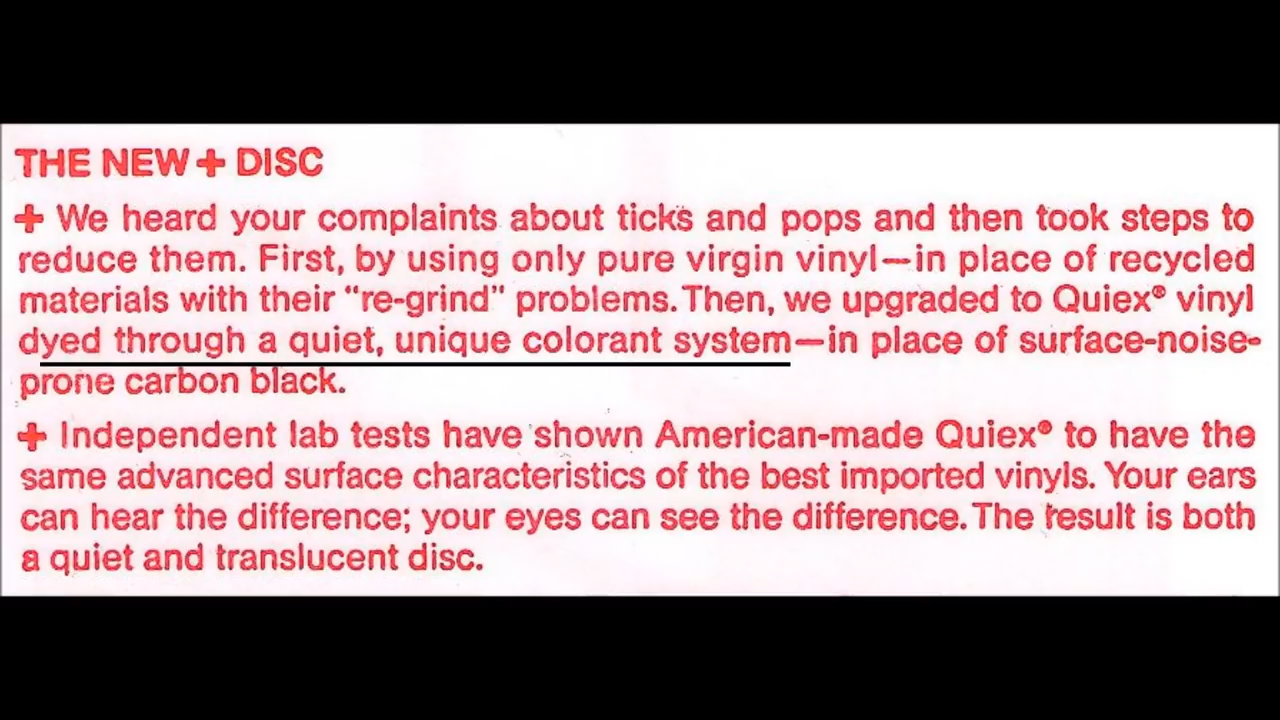 THE NEW + DISC
+ We heard your complaints about ticks and pops and then took steps to
reduce them. First, by using only pure virgin vinyl—in place of recycled
materials with their “re-grind” problems. Then, we upgraded to Quiex® vinyl
dyed through a quiet, unique colorant system—in place of surface-noise-
prone carbon black.
+ Independent lab tests have shown American-made Quiex® to have the
same advanced surface characteristics of the best imported vinyls. Your ears
can hear the difference; your eyes can see the difference. The result is both
a quiet and translucent disc.